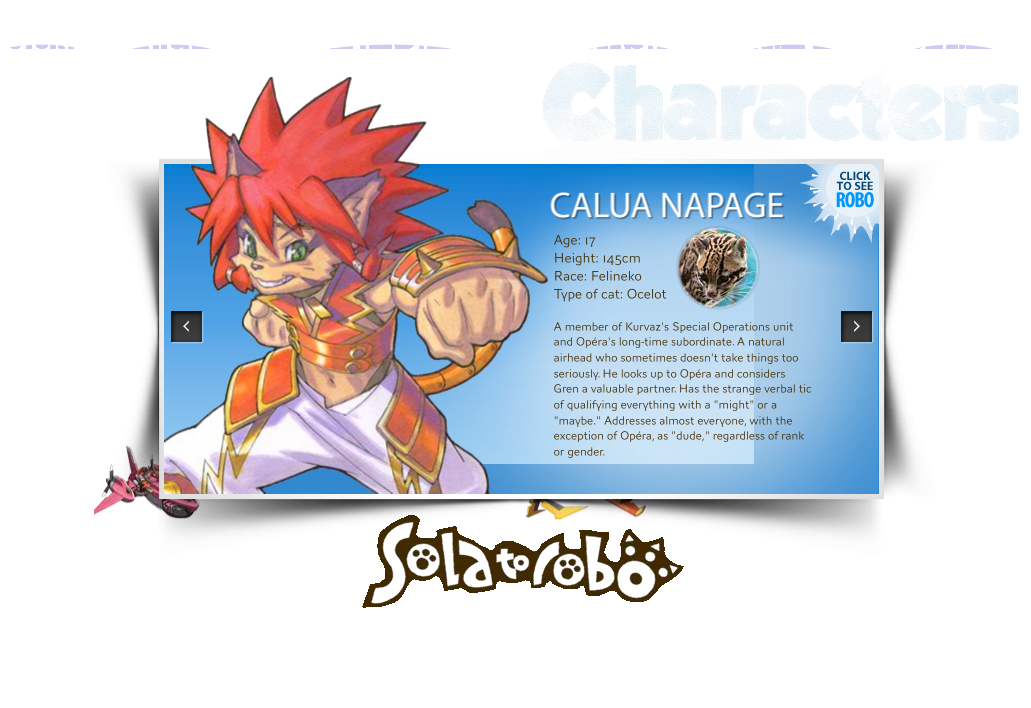 Characters
CLICK
TO SEE
ROBO
CALUA NAPAGE
Age: 17
Height: 145cm
Race: Felineko
Type of cat: Ocelot
A member of Kurvaz's Special Operations unit
and Opéra's long-time subordinate. A natural
airhead who sometimes doesn't take things too
seriously. He looks up to Opéra and considers
Gren a valuable partner. Has the strange verbal tic
of qualifying everything with a "might" or a
"maybe." Addresses almost everyone, with the
exception of Opéra, as "dude," regardless of rank
or gender.
Solatorobo